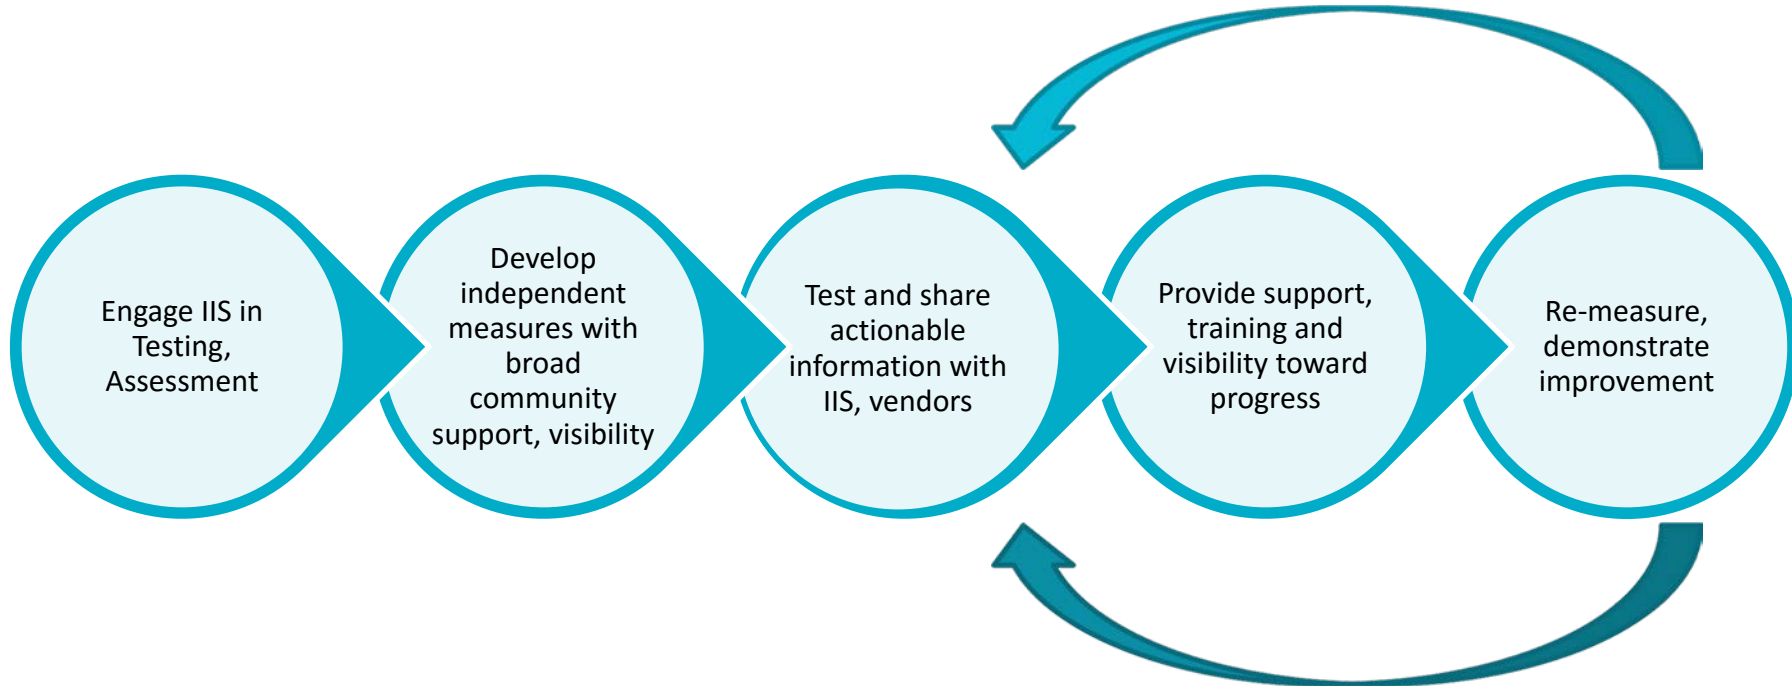 Engage IIS in
Testing,
Assessment
Develop
independent
measures with
broad
community
support, visibility
Test and share
actionable
information with
IIS, vendors
Provide support,
training and
visibility toward
progress
Re-measure,
demonstrate
improvement